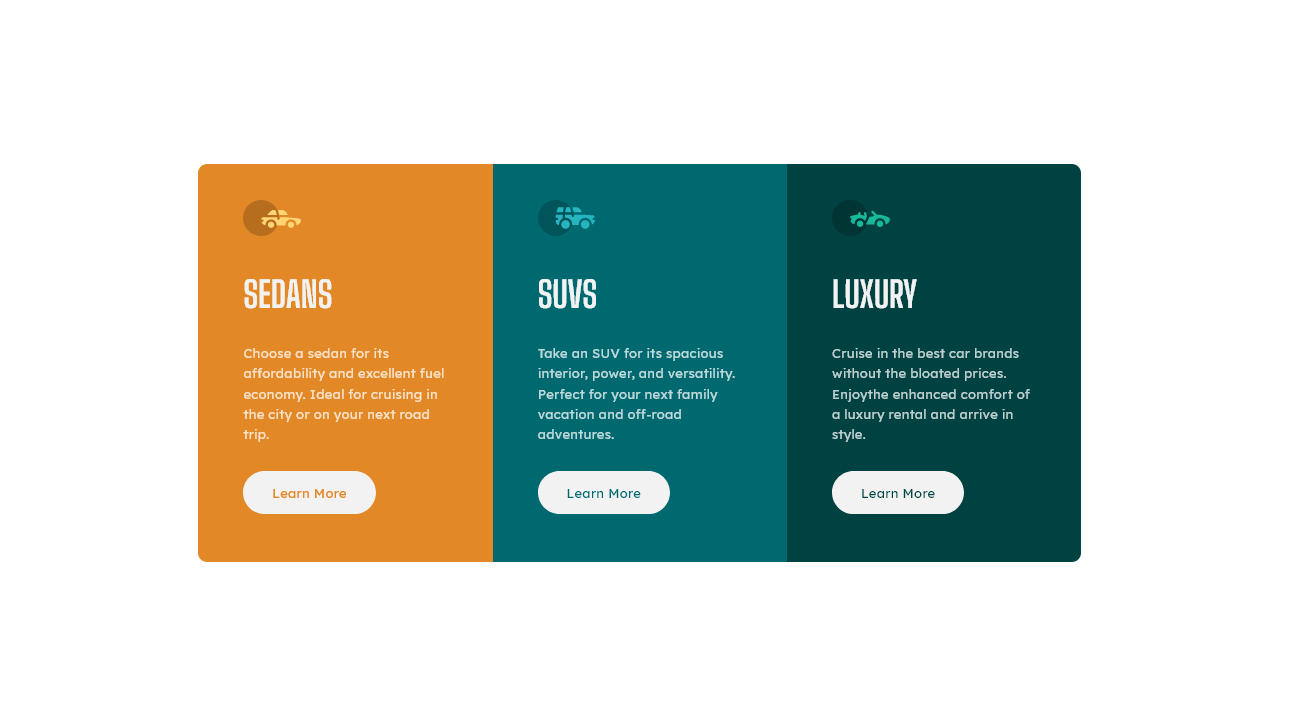 SEDANS
Choose a sedan for its
affordability and excellent fuel
economy. Ideal for cruising in
the city or on your next road
trip.
Learn More
SUVS
Take an SUV for its spacious
interior, power, and versatility.
Perfect for your next family
vacation and off-road
adventures.
Learn More
LUXURY
Cruise in the best car brands
without the bloated prices.
Enjoythe enhanced comfort of
a luxury rental and arrive in
style.
Learn More